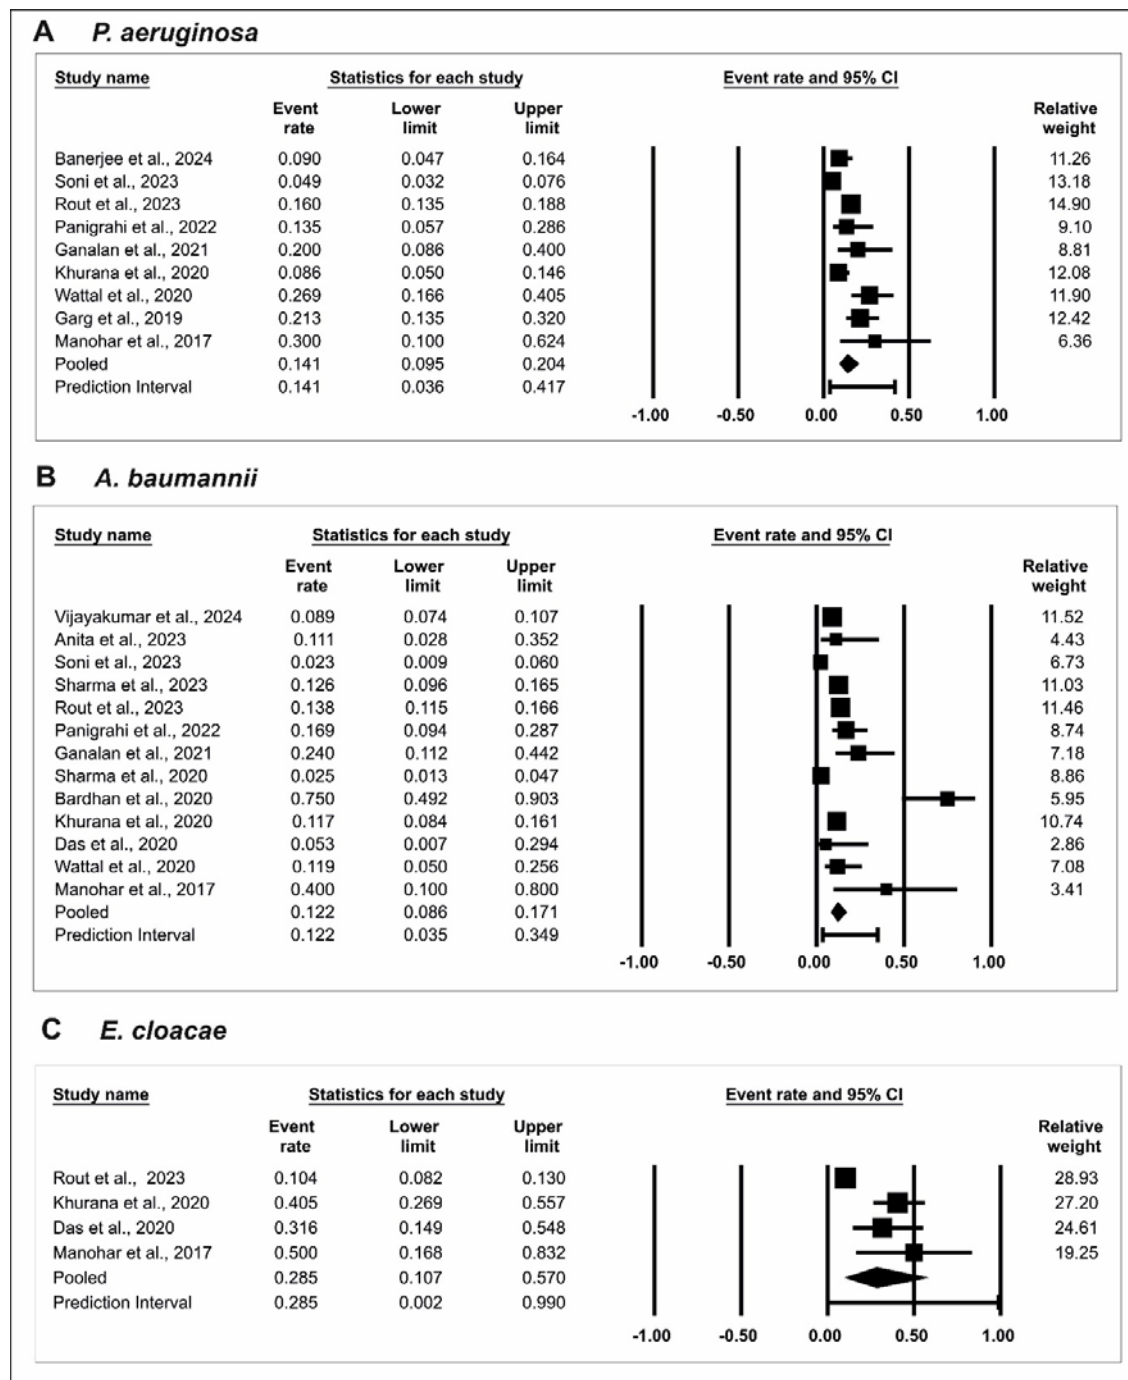 A P. aeruginosa
Study name Statistics for each study Event rate and 95% CI
Event rate Lower limit Upper limit Relative weight
Banerjee et al., 2024 0.090 0.047 0.164 11.26
Soni et al., 2023 0.049 0.032 0.076 13.18
Rout et al., 2023 0.160 0.135 0.188 14.90
Panigrahi et al., 2022 0.135 0.057 0.286 9.10
Ganalan et al., 2021 0.200 0.086 0.400 8.81
Khurana et al., 2020 0.086 0.050 0.146 12.08
Wattal et al., 2020 0.269 0.166 0.405 11.90
Garg et al., 2019 0.213 0.135 0.320 12.42
Manohar et al., 2017 0.300 0.100 0.624 6.36
Pooled 0.141 0.095 0.204
Prediction Interval 0.141 0.036 0.417
-1.00 -0.50 0.00 0.50 1.00
B A. baumannii
Study name Statistics for each study Event rate and 95% CI
Event rate Lower limit Upper limit Relative weight
Vijayakumar et al., 2024 0.089 0.074 0.107 11.52
Anita et al., 2023 0.111 0.028 0.352 4.43
Soni et al., 2023 0.023 0.009 0.060 6.73
Sharma et al., 2023 0.126 0.096 0.165 11.03
Rout et al., 2023 0.138 0.115 0.166 11.46
Panigrahi et al., 2022 0.169 0.094 0.287 8.74
Ganalan et al., 2021 0.240 0.112 0.442 7.18
Sharma et al., 2020 0.025 0.013 0.047 8.86
Bardhan et al., 2020 0.750 0.492 0.903 5.95
Khurana et al., 2020 0.117 0.084 0.161 10.74
Das et al., 2020 0.053 0.007 0.294 2.86
Wattal et al., 2020 0.119 0.050 0.256 7.08
Manohar et al., 2017 0.400 0.100 0.800 3.41
Pooled 0.122 0.086 0.171
Prediction Interval 0.122 0.035 0.349
-1.00 -0.50 0.00 0.50 1.00
C E. cloacae
Study name Statistics for each study Event rate and 95% CI
Event rate Lower limit Upper limit Relative weight
Rout et al., 2023 0.104 0.082 0.130 28.93
Khurana et al., 2020 0.405 0.269 0.557 27.20
Das et al., 2020 0.316 0.149 0.548 24.61
Manohar et al., 2017 0.500 0.168 0.832 19.25
Pooled 0.285 0.107 0.570
Prediction Interval 0.285 0.002 0.990
-1.00 -0.50 0.00 0.50 1.00